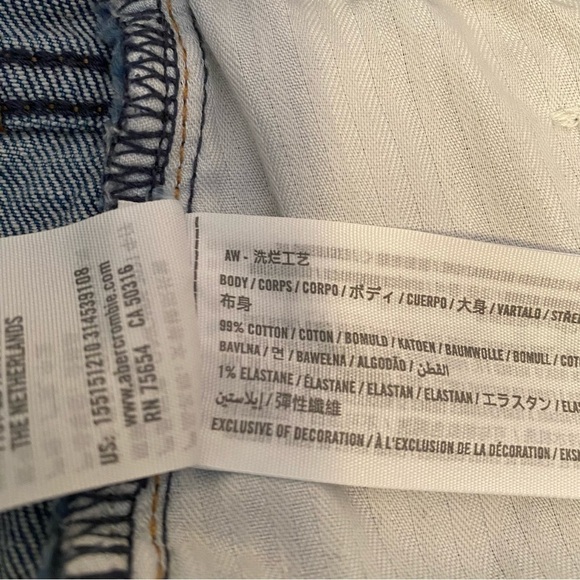 THE NETHERLANDS
US: 155151210 314539108
www.abercrombie.com
RN 75654 CA 50316
AW - 洗烂工艺
BODY / CORPS / CORPO / ボディ / CUERPO / 大身 / VARTALO /
布身
99% COTTON / COTON / BOMULD / KATOEN / BAUMWOLLE / BOMULL /
BAVLNA / 면 / BAWEŁNA / ALGODÃO / القطن
1% ELASTANE / ÉLASTANE / ELASTAN / ELASTAAN / エラスタン /
إيلاستين / 彈性纖維
EXCLUSIVE OF DECORATION / À L'EXCLUSION DE LA DÉCORATION /